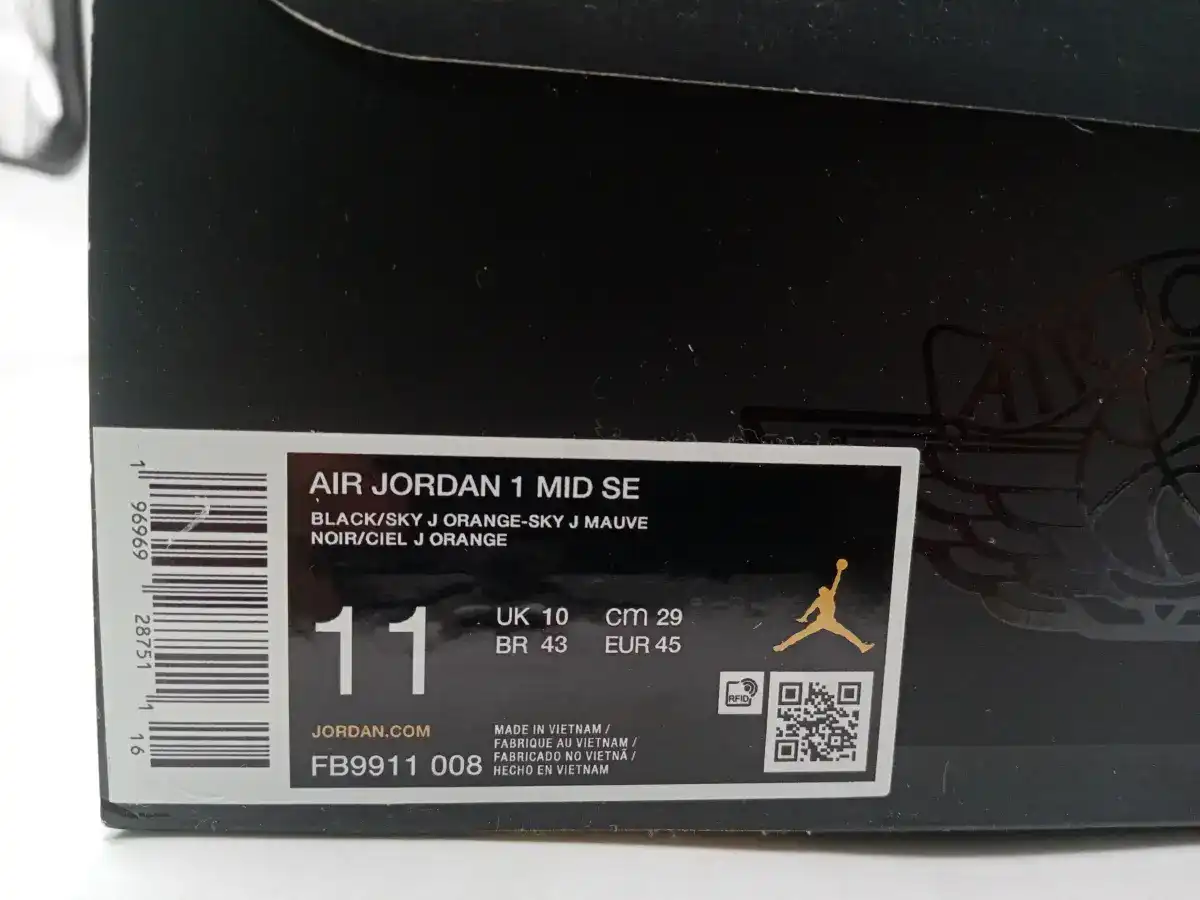 AIR
AIR JORDAN 1 MID SE
BLACK/SKY J ORANGE-SKY J MAUVE
NOIR/CIEL J ORANGE
11
UK 10 cm 29
BR 43 EUR 45
RFID
JORDAN.COM
FB9911 008
MADE IN VIETNAM /
FABRIQUE AU VIETNAM /
FABRICADO NO VIETNÃ /
HECHO EN VIETNAM
1 96969 28751 1 16